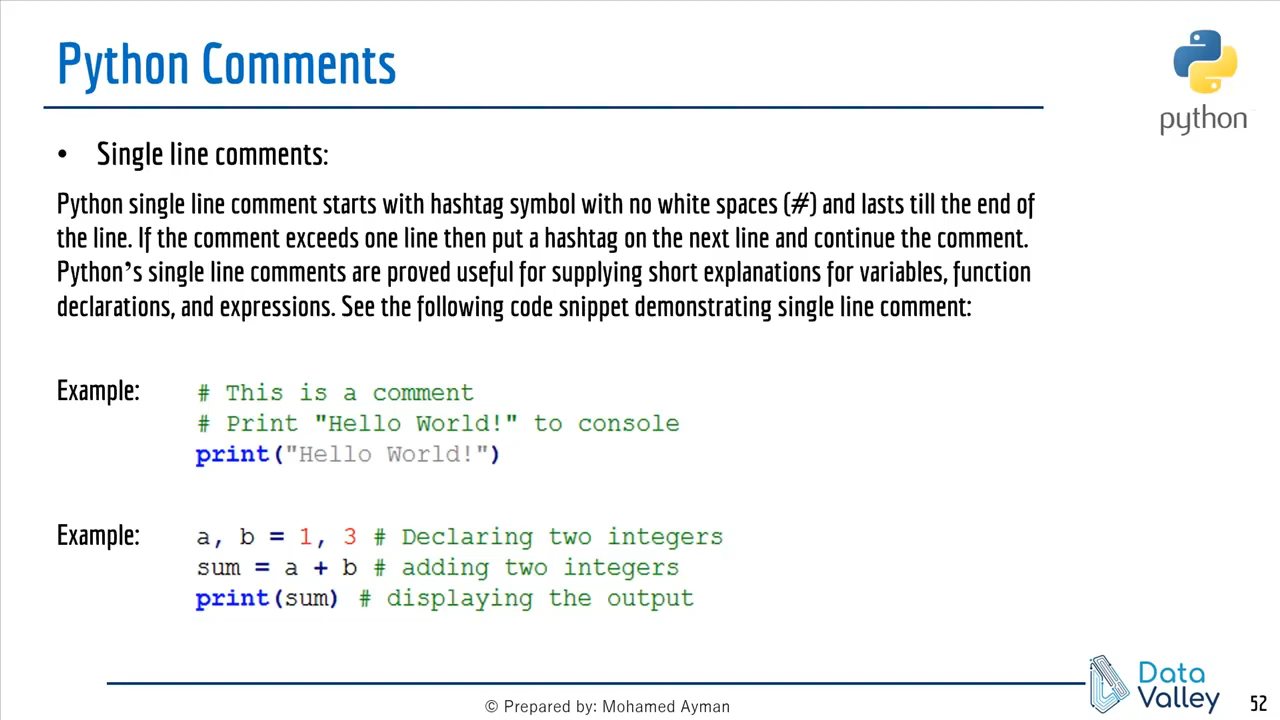 Python Comments
python
• Single line comments:
Python single line comment starts with hashtag symbol with no white spaces (#) and lasts till the end of
the line. If the comment exceeds one line then put a hashtag on the next line and continue the comment.
Python’s single line comments are proved useful for supplying short explanations for variables, function
declarations, and expressions. See the following code snippet demonstrating single line comment:
Example:
# This is a comment
# Print "Hello World!" to console
print("Hello World!")
Example:
a, b = 1, 3 # Declaring two integers
sum = a + b # adding two integers
print(sum) # displaying the output
Data
Valley
© Prepared by: Mohamed Ayman
52